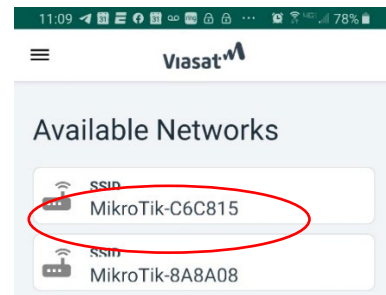 11:09
78%
Viasat
Available Networks
SSID
MikroTik-C6C815
SSID
MikroTik-8A8A08